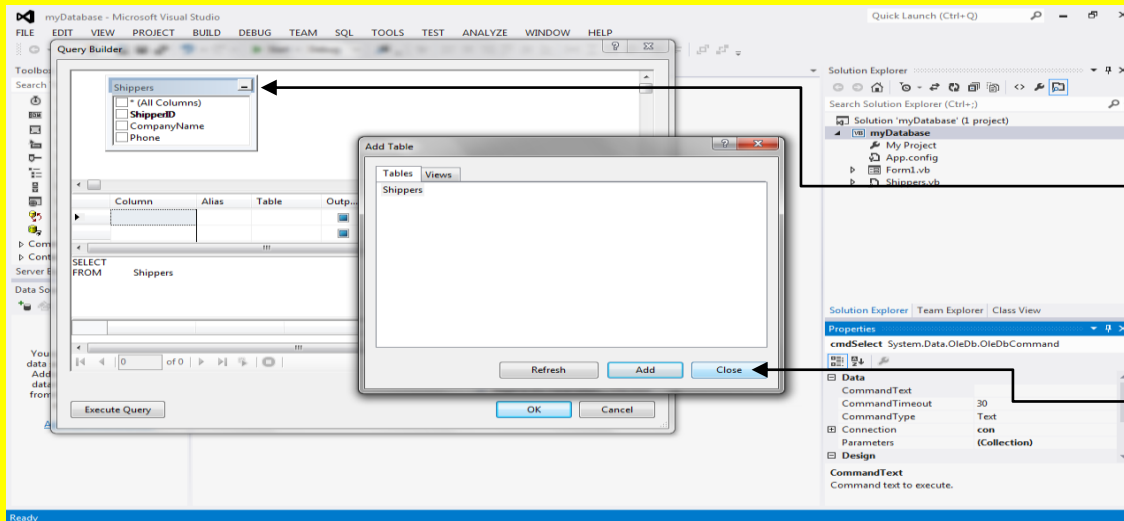 myDatabase - Microsoft Visual Studio
Quick Launch (Ctrl+Q)
FILE EDIT VIEW PROJECT BUILD DEBUG TEAM SQL TOOLS TEST ANALYZE WINDOW HELP
Query Builder
Shippers
* (All Columns)
ShipperID
CompanyName
Phone
Column Alias Table Outp...
SELECT
FROM Shippers
0 of 0
Execute Query
OK Cancel
Add Table
Tables Views
Shippers
Refresh Add Close
Search
Server
You
data
Add
data
from
Solution Explorer
Search Solution Explorer (Ctrl+;)
Solution 'myDatabase' (1 project)
myDatabase
My Project
App.config
Form1.vb
Shippers.vb
Solution Explorer Team Explorer Class View
Properties
cmdSelect System.Data.OleDb.OleDbCommand
Data
CommandText
CommandTimeout 30
CommandType Text
Connection con
Parameters (Collection)
Design
CommandText
Command text to execute.
Ready